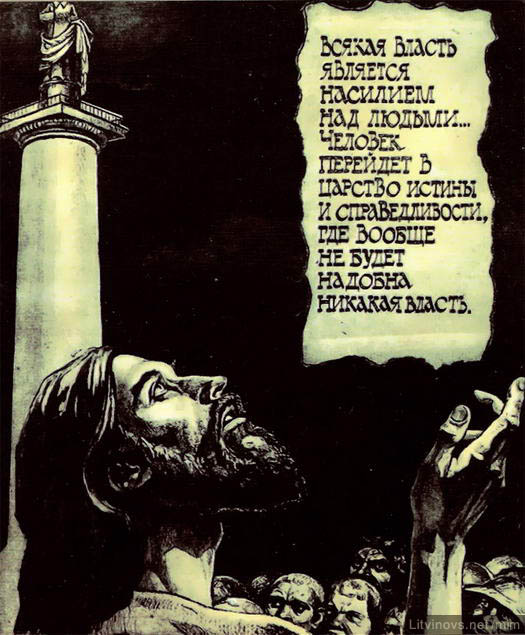 ВСЯКАЯ ВЛАСТЬ
ЯВЛЯЕТСЯ
НАСИЛИЕМ
НАД ЛЮДЬМИ...
ЧЕЛОВЕК
ПЕРЕЙДЕТ В
ЦАРСТВО ИСТИНЫ
И СПРАВЕДЛИВОСТИ,
ГДЕ ВООБЩЕ
НЕ БУДЕТ
НАДОБНА
НИКАКАЯ ВЛАСТЬ.
Litvinovs.net/mim